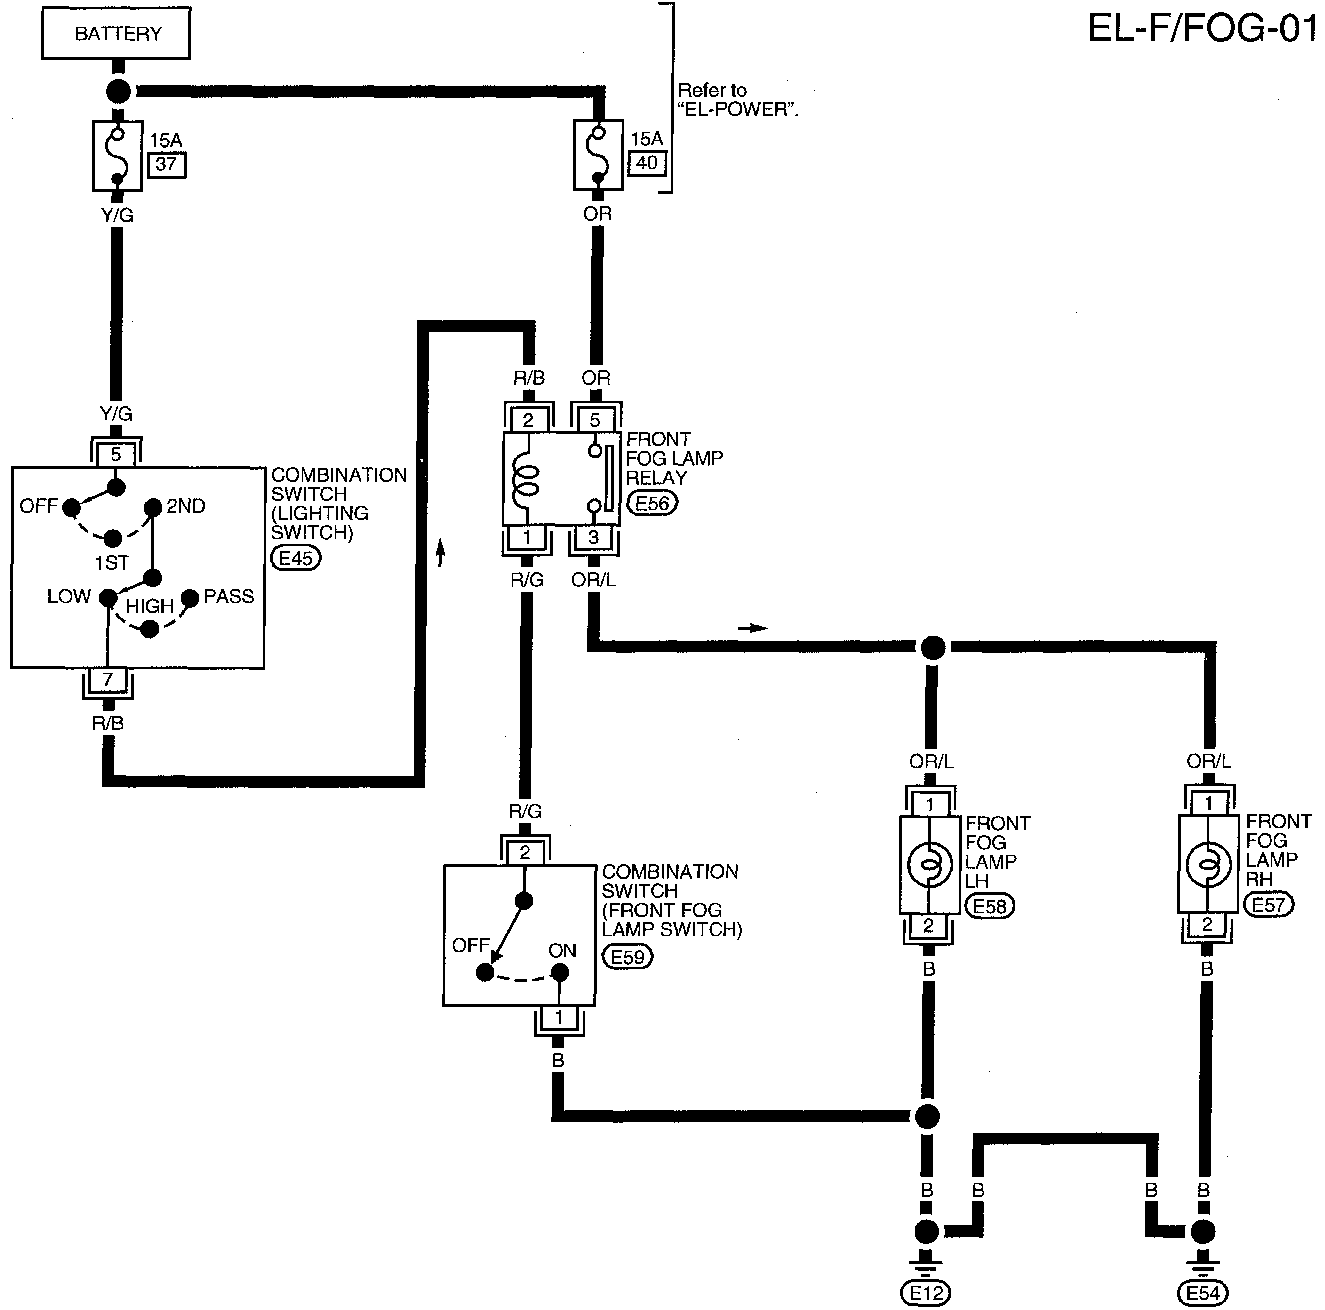 EL-F/FOG-01
BATTERY
Refer to
"EL-POWER".
15A
37
15A
40
Y/G
OR
R/B
OR
Y/G
2
5
5
FRONT
FOG LAMP
RELAY
E56
COMBINATION
SWITCH
(LIGHTING
SWITCH)
E45
OFF
2ND
1ST
LOW
HIGH
PASS
1
3
R/G
OR/L
7
R/B
OR/L
OR/L
R/G
1
1
2
FRONT
FOG
LAMP
LH
E58
FRONT
FOG
LAMP
RH
E57
COMBINATION
SWITCH
(FRONT FOG
LAMP SWITCH)
E59
OFF
ON
2
2
B
B
1
B
B
B
B
B
E12
E54